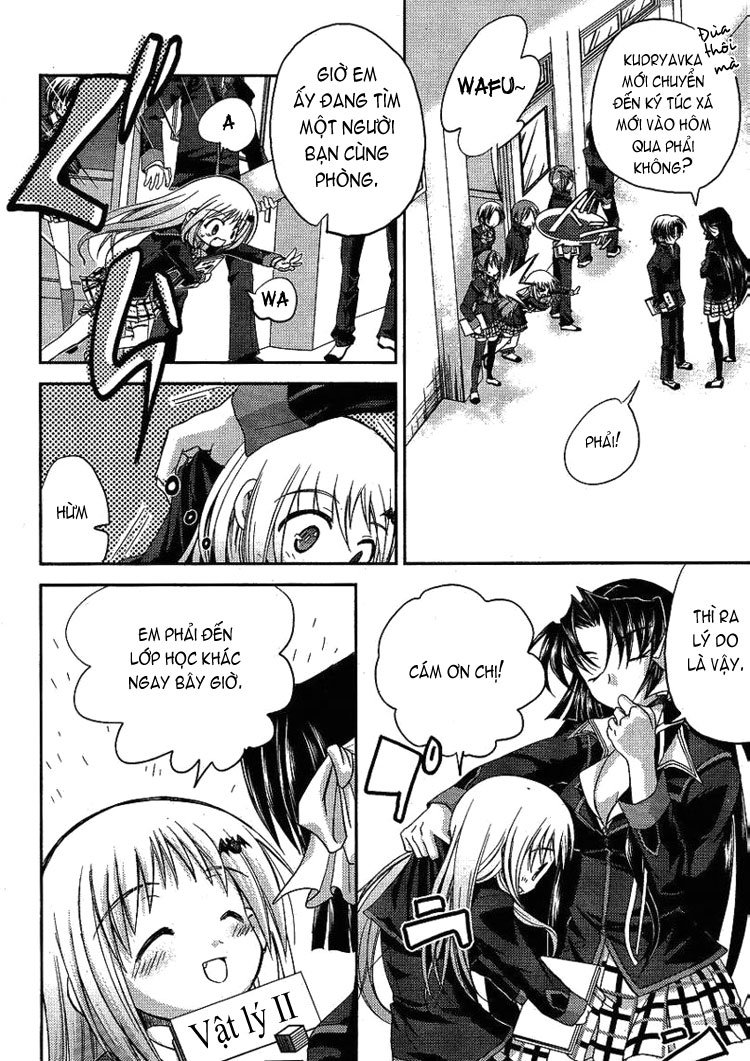 Đùa
thôi
mà
KUDRYAVKA
MỚI CHUYỂN
ĐẾN KÝ TÚC XÁ
MỚI VÀO HÔM
QUA PHẢI
KHÔNG?
WAFU~
PHẢI!
GIỜ EM
ẤY ĐANG TÌM
MỘT NGƯỜI
BẠN CÙNG
PHÒNG.
A
WA
HỪM
THÌ RA
LÝ DO
LÀ VẬY.
CÁM ƠN CHỊ!
EM PHẢI ĐẾN
LỚP HỌC KHÁC
NGAY BÂY GIỜ.
Vật lý II